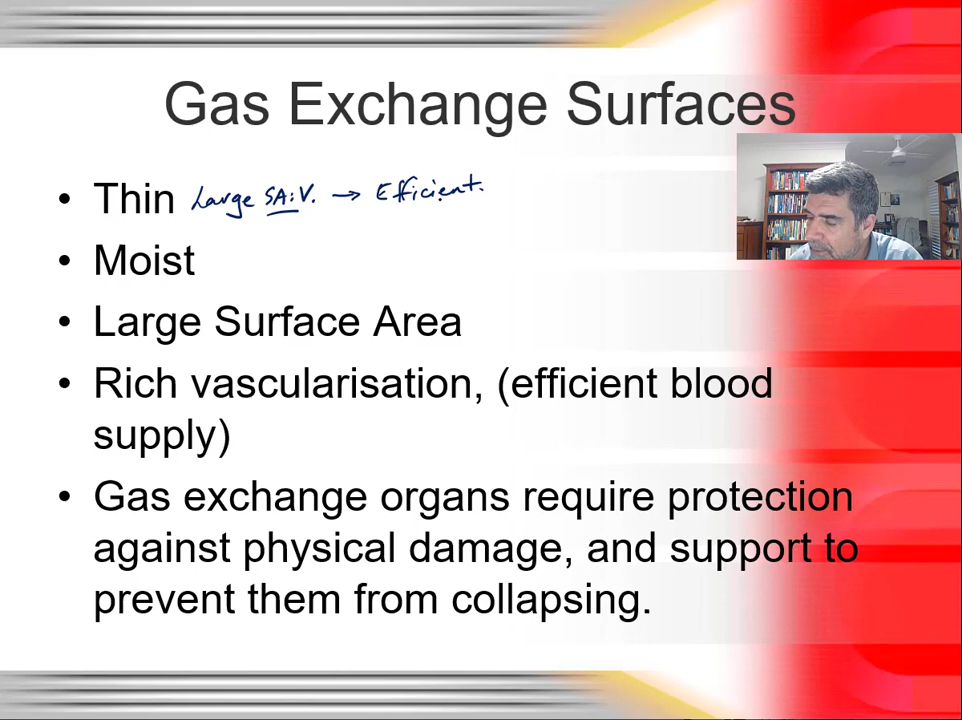 Gas Exchange Surfaces
• Thin Large SA:V. → Efficient.
• Moist
• Large Surface Area
• Rich vascularisation, (efficient blood
supply)
• Gas exchange organs require protection
against physical damage, and support to
prevent them from collapsing.